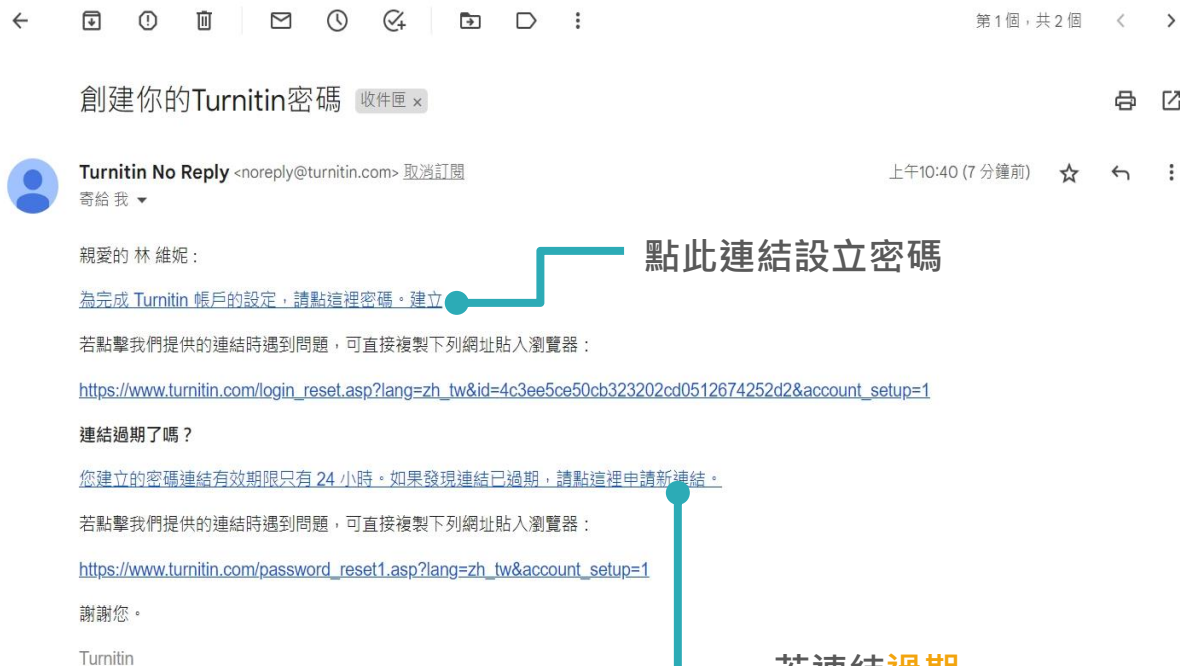 第 1 個，共 2 個
創建你的Turnitin密碼 收件匣 ×
Turnitin No Reply <noreply@turnitin.com> 取消訂閱
上午10:40 (7 分鐘前)
寄給 我
親愛的 林 維妮 :
點此連結設立密碼
為完成 Turnitin 帳戶的設定，請點這裡密碼。建立
若點擊我們提供的連結時遇到問題，可直接複製下列網址貼入瀏覽器 :
https://www.turnitin.com/login_reset.asp?lang=zh_tw&id=4c3ee5ce50cb323202cd0512674252d2&account_setup=1
連結過期了嗎？
您建立的密碼連結有效期限只有 24 小時。如果發現連結已過期，請點這裡申請新連結。
若點擊我們提供的連結時遇到問題，可直接複製下列網址貼入瀏覽器 :
https://www.turnitin.com/password_reset1.asp?lang=zh_tw&account_setup=1
謝謝您。
Turnitin
若連結過期